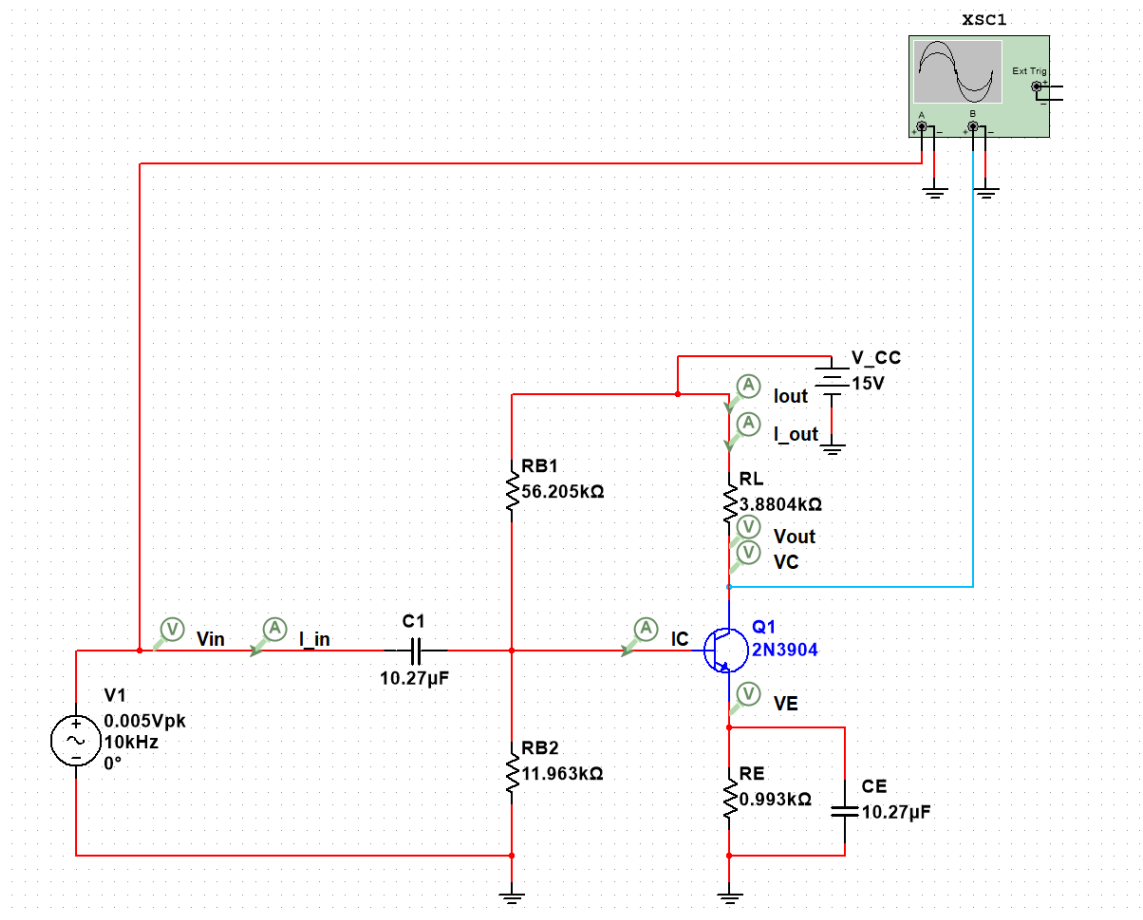 XSC1
Ext Trig
+
−
A
B
+
−
+
−
V_CC
15V
A
Iout
A
I_out
RB1
56.205kΩ
RL
3.8804kΩ
V
Vout
V
VC
V
Vin
A
I_in
C1
10.27µF
A
IC
Q1
2N3904
V1
0.005Vpk
10kHz
0°
+
−
V
VE
RB2
11.963kΩ
RE
0.993kΩ
CE
10.27µF